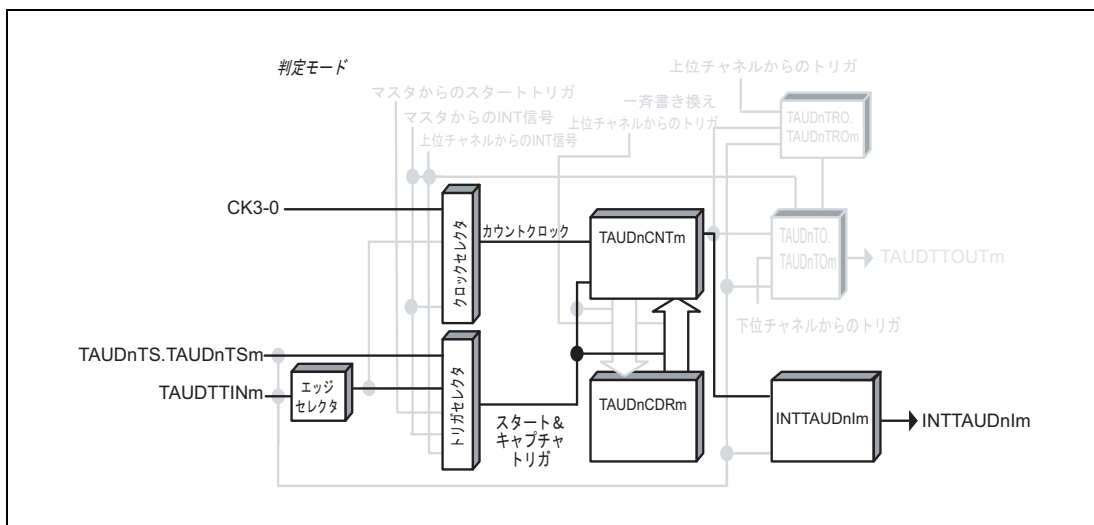 判定モード
上位チャネルからのトリガ
マスタからのスタートトリガ
一斉書き換え
マスタからのINT信号
上位チャネルからのトリガ
上位チャネルからのINT信号
TAUDnTRO.
TAUDnTROm
CK3-0
クロックセレクタ
カウントクロック
TAUDnCNTm
TAUDnTO.
TAUDnTOm
TAUDTTOUTm
下位チャネルからのトリガ
TAUDnTS.TAUDnTSm
TAUDTTINm
エッジ
セレクタ
トリガセレクタ
スタート&
キャプチャ
トリガ
TAUDnCDRm
INTTAUDnIm
INTTAUDnIm